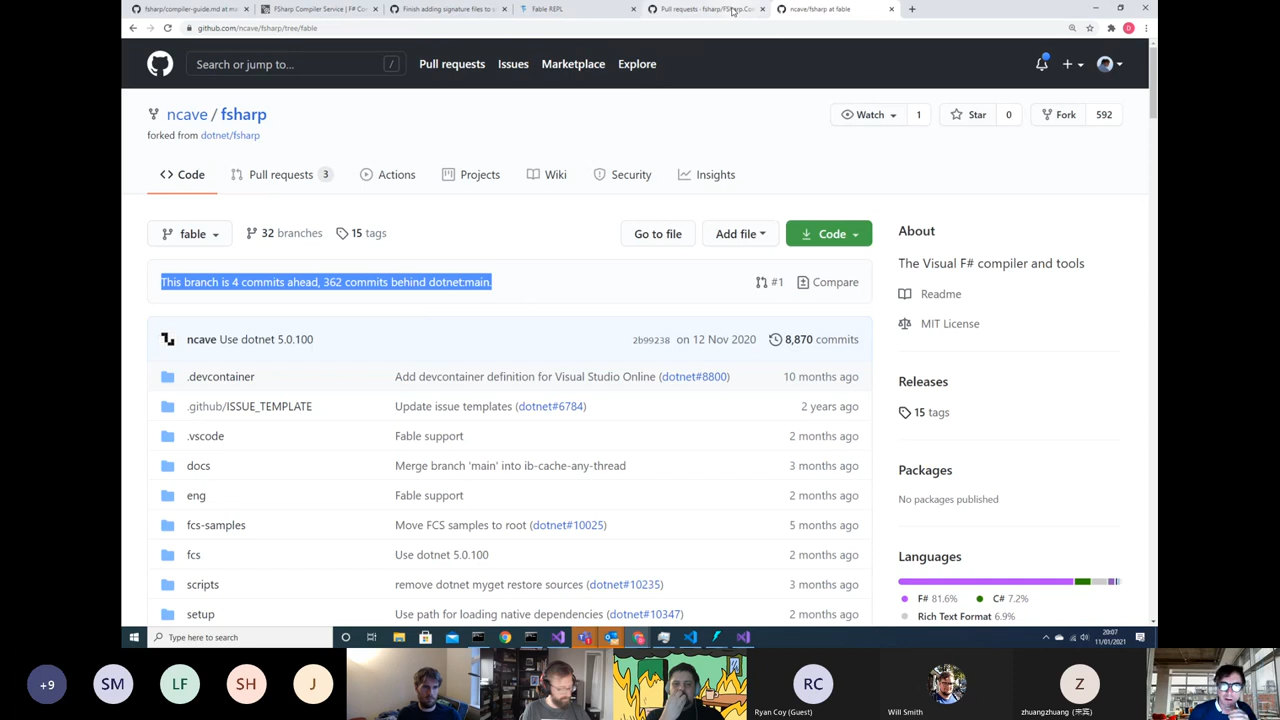 fsharp/compiler-guide.md at ma
FSharp Compiler Service | F# Com
Finish adding signature files to s
Fable REPL
Pull requests · fsharp/FSharp.Com
ncave/fsharp at fable
github.com/ncave/fsharp/tree/fable
Search or jump to...
/
Pull requests
Issues
Marketplace
Explore
ncave / fsharp
forked from dotnet/fsharp
Watch 1
Star 0
Fork 592
<> Code
Pull requests 3
Actions
Projects
Wiki
Security
Insights
fable
32 branches
15 tags
Go to file
Add file
Code
This branch is 4 commits ahead, 362 commits behind dotnet:main.
#1
Compare
ncave Use dotnet 5.0.100
2b99238 on 12 Nov 2020
8,870 commits
.devcontainer
Add devcontainer definition for Visual Studio Online (dotnet#8800)
10 months ago
.github/ISSUE_TEMPLATE
Update issue templates (dotnet#6784)
2 years ago
.vscode
Fable support
2 months ago
docs
Merge branch 'main' into ib-cache-any-thread
3 months ago
eng
Fable support
2 months ago
fcs-samples
Move FCS samples to root (dotnet#10025)
5 months ago
fcs
Use dotnet 5.0.100
2 months ago
scripts
remove dotnet myget restore sources (dotnet#10235)
3 months ago
setup
Use path for loading native dependencies (dotnet#10347)
2 months ago
About
The Visual F# compiler and tools
Readme
MIT License
Releases
15 tags
Packages
No packages published
Languages
F# 81.6%
C# 7.2%
Rich Text Format 6.9%
Type here to search
20:07
11/01/2021
+9
SM
LF
SH
J
RC
Ryan Coy (Guest)
Will Smith
Z